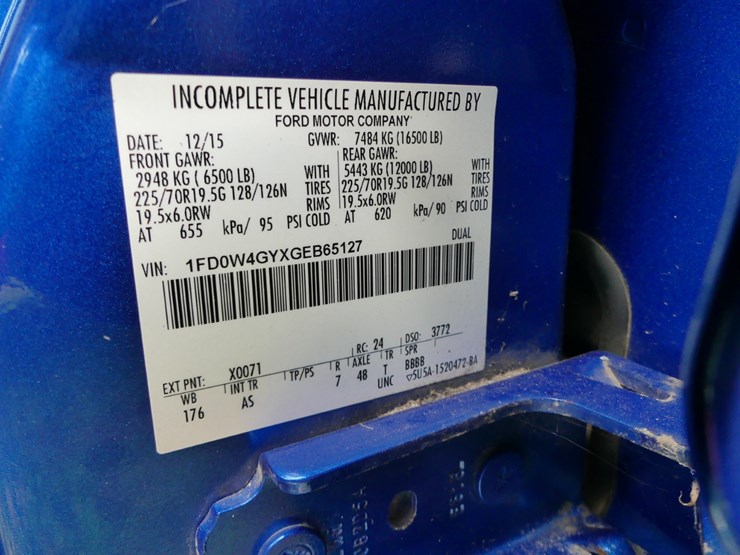 INCOMPLETE VEHICLE MANUFACTURED BY
FORD MOTOR COMPANY
DATE: 12/15 GVWR: 7484 KG (16500 LB)
FRONT GAWR: REAR GAWR:
2948 KG ( 6500 LB) WITH 5443 KG (12000 LB) WITH
225/70R19.5G 128/126N TIRES 225/70R19.5G 128/126N TIRES
19.5x6.0RW RIMS 19.5x6.0RW RIMS
AT 655 kPa/ 95 PSI COLD AT 620 kPa/ 90 PSI COLD
VIN: 1FD0W4GYXGEB65127 DUAL
EXT PNT: X0071 RC: 24 DSO: 3772
WB INT TR TP/PS R AXLE TR SPR
176 AS 7 48 T BBBB
UNC ▽5U5A-1520472-BA